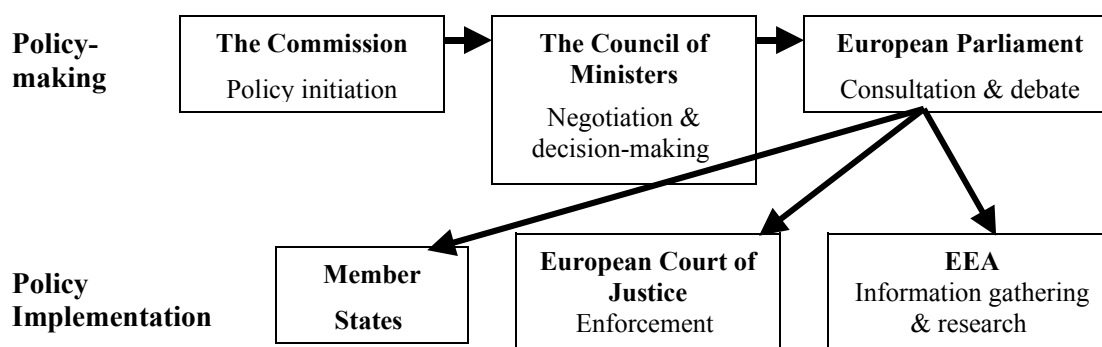 Policy-
making
The Commission
Policy initiation
The Council of
Ministers
Negotiation &
decision-making
European Parliament
Consultation & debate
Policy
Implementation
Member
States
European Court of
Justice
Enforcement
EEA
Information gathering
& research